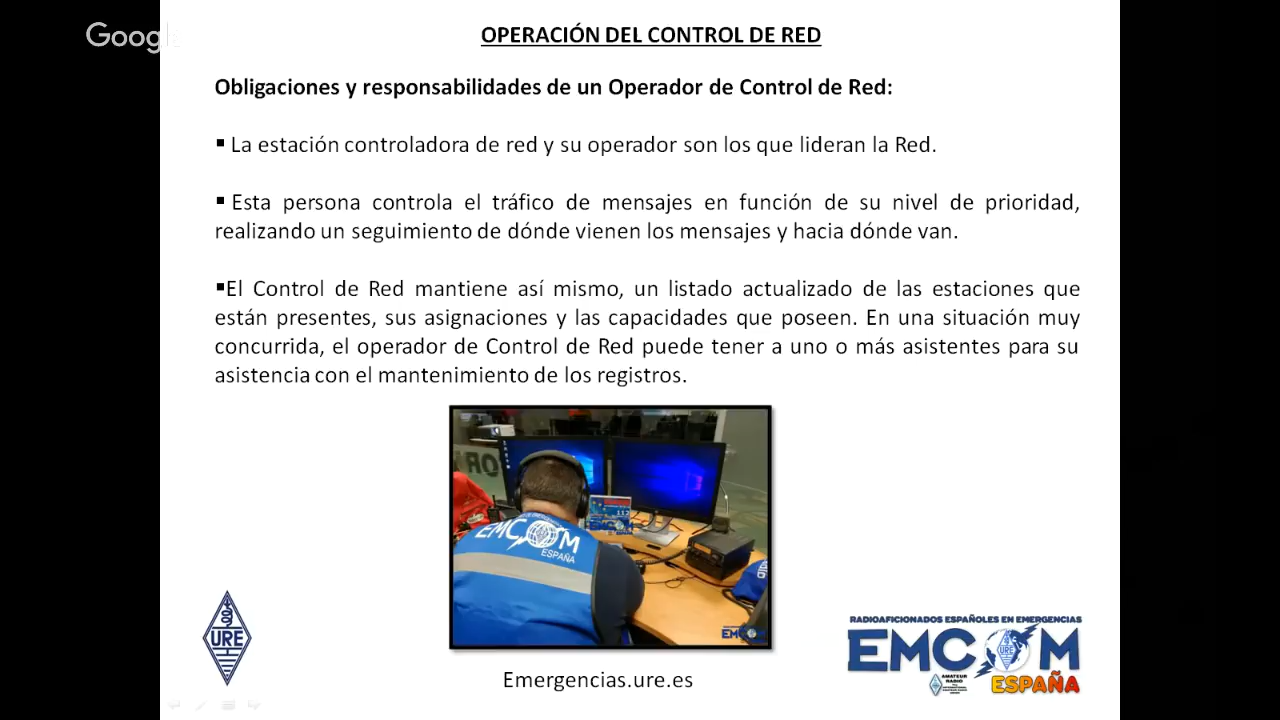 Google
OPERACIÓN DEL CONTROL DE RED
Obligaciones y responsabilidades de un Operador de Control de Red:
▪ La estación controladora de red y su operador son los que lideran la Red.
▪ Esta persona controla el tráfico de mensajes en función de su nivel de prioridad,
realizando un seguimiento de dónde vienen los mensajes y hacia dónde van.
▪El Control de Red mantiene así mismo, un listado actualizado de las estaciones que
están presentes, sus asignaciones y las capacidades que poseen. En una situación muy
concurrida, el operador de Control de Red puede tener a uno o más asistentes para su
asistencia con el mantenimiento de los registros.
112
EMCOM
ESPAÑA
EMCOM
URE
RADIOAFICIONADOS ESPAÑOLES EN EMERGENCIAS
EMCOM
URE
AMATEUR
RADIO
ESPAÑA
Emergencias.ure.es